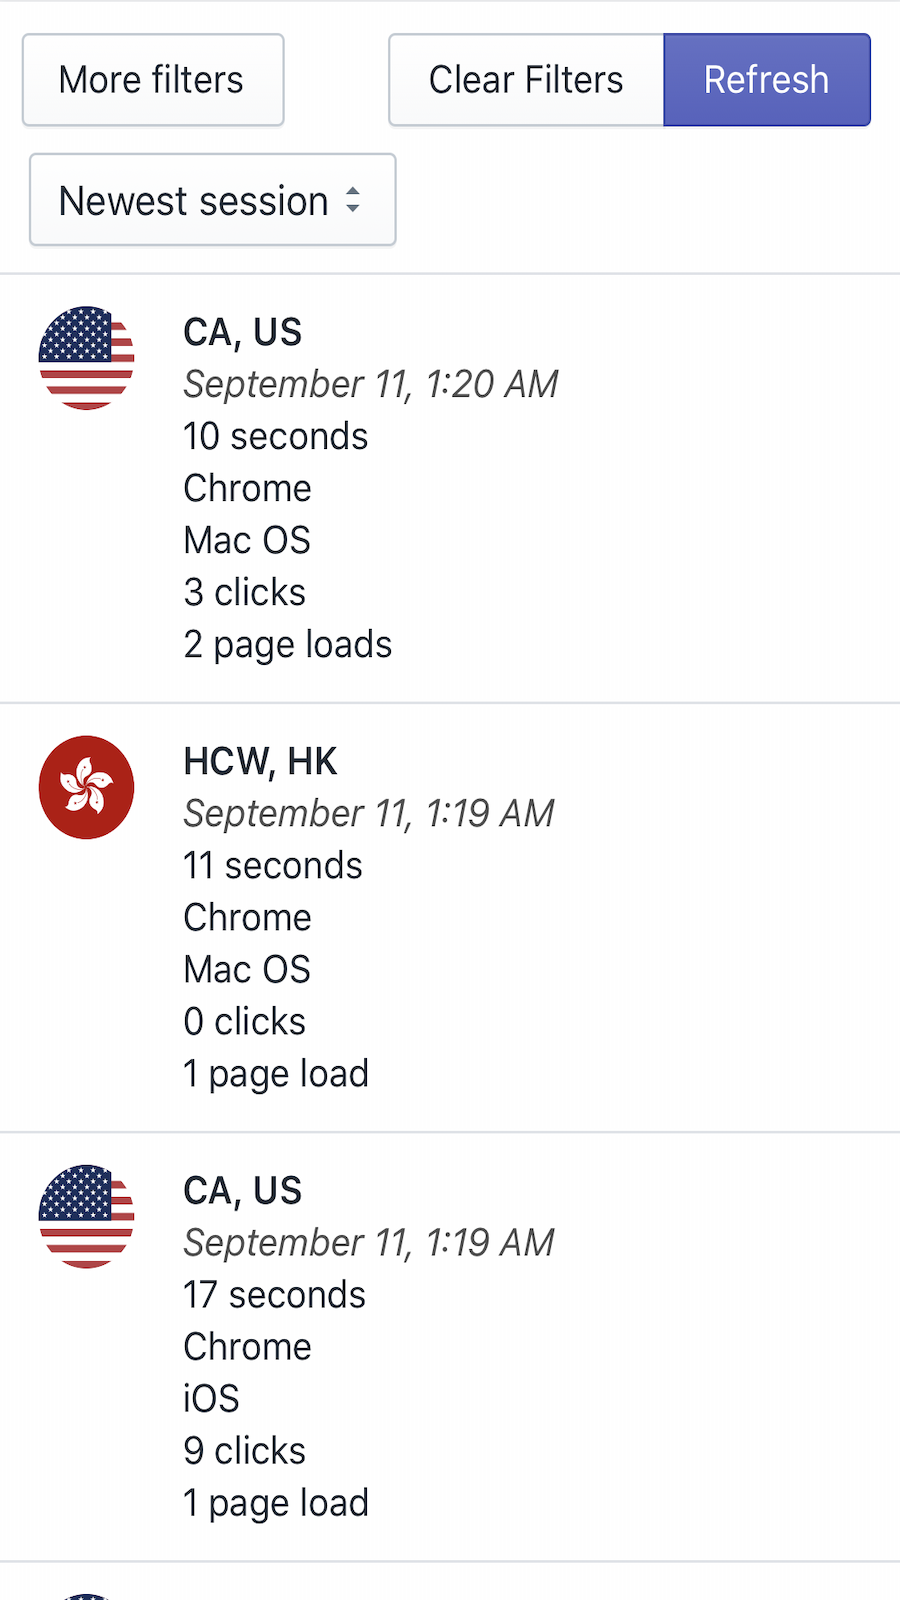 More filters
Clear Filters
Refresh
Newest session
CA, US
September 11, 1:20 AM
10 seconds
Chrome
Mac OS
3 clicks
2 page loads
HCW, HK
September 11, 1:19 AM
11 seconds
Chrome
Mac OS
0 clicks
1 page load
CA, US
September 11, 1:19 AM
17 seconds
Chrome
iOS
9 clicks
1 page load